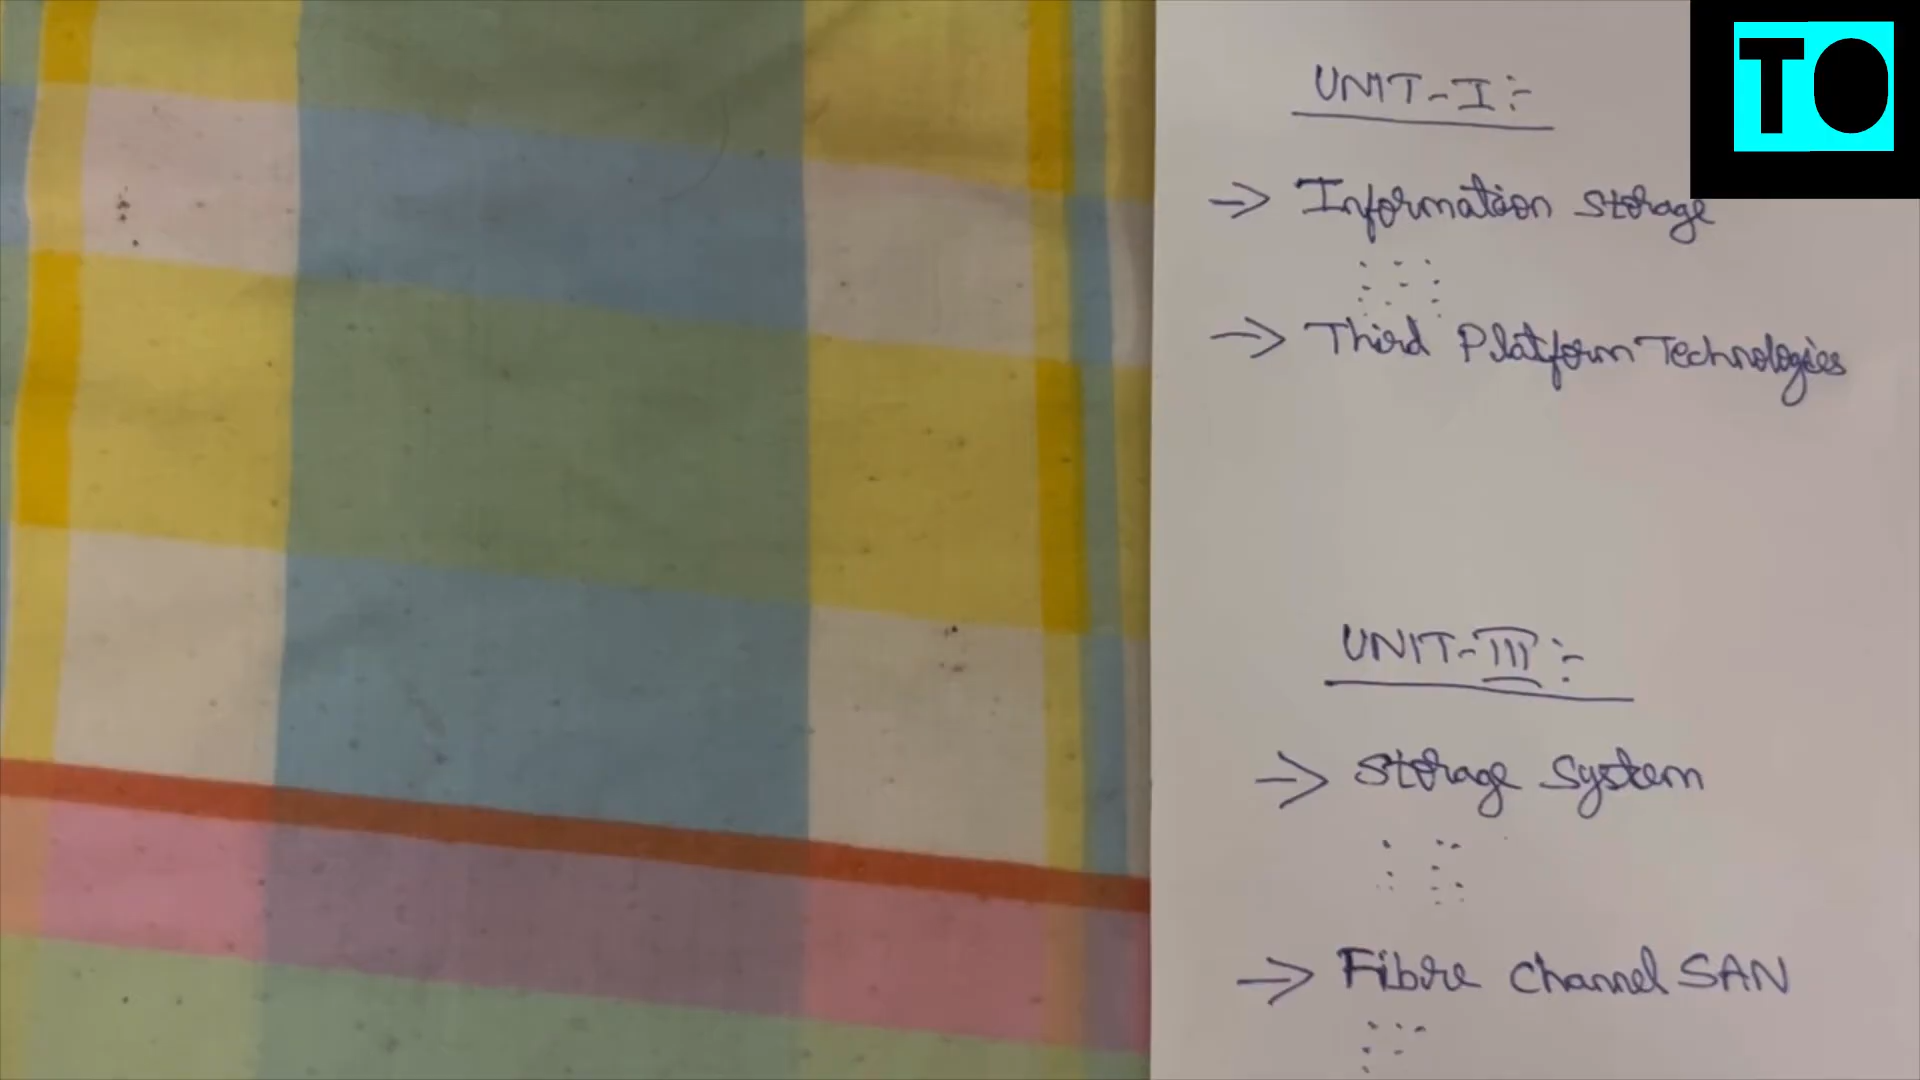 TO
UNIT-I:-
→ Information Storage
→ Third Platform Technologies
UNIT-III:-
→ Storage System
→ Fibre Channel SAN